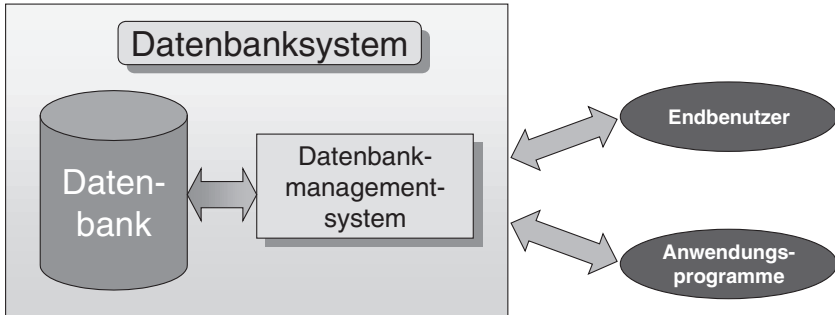 Datenbanksystem
Daten-
bank
Datenbank-
management-
system
Endbenutzer
Anwendungs-
programme